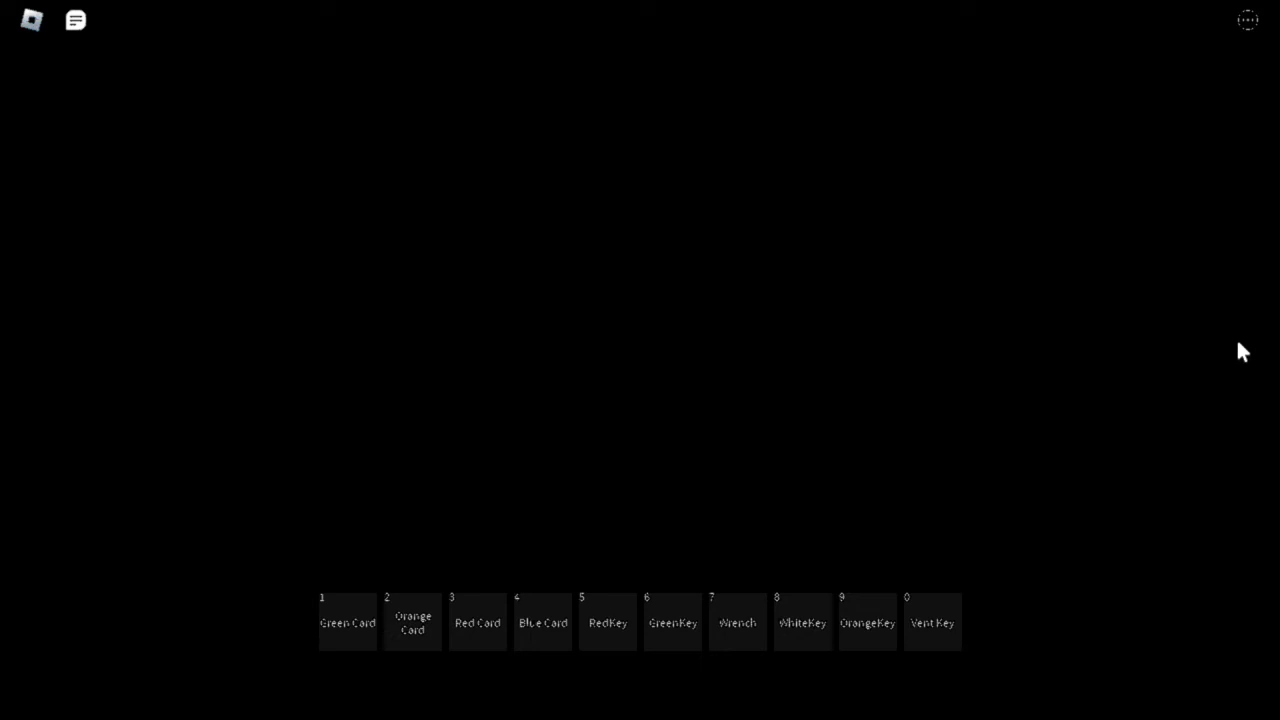 1
Green Card
2
Orange
Card
3
Red Card
4
Blue Card
5
RedKey
6
GreenKey
7
Wrench
8
WhiteKey
9
OrangeKey
0
Vent Key